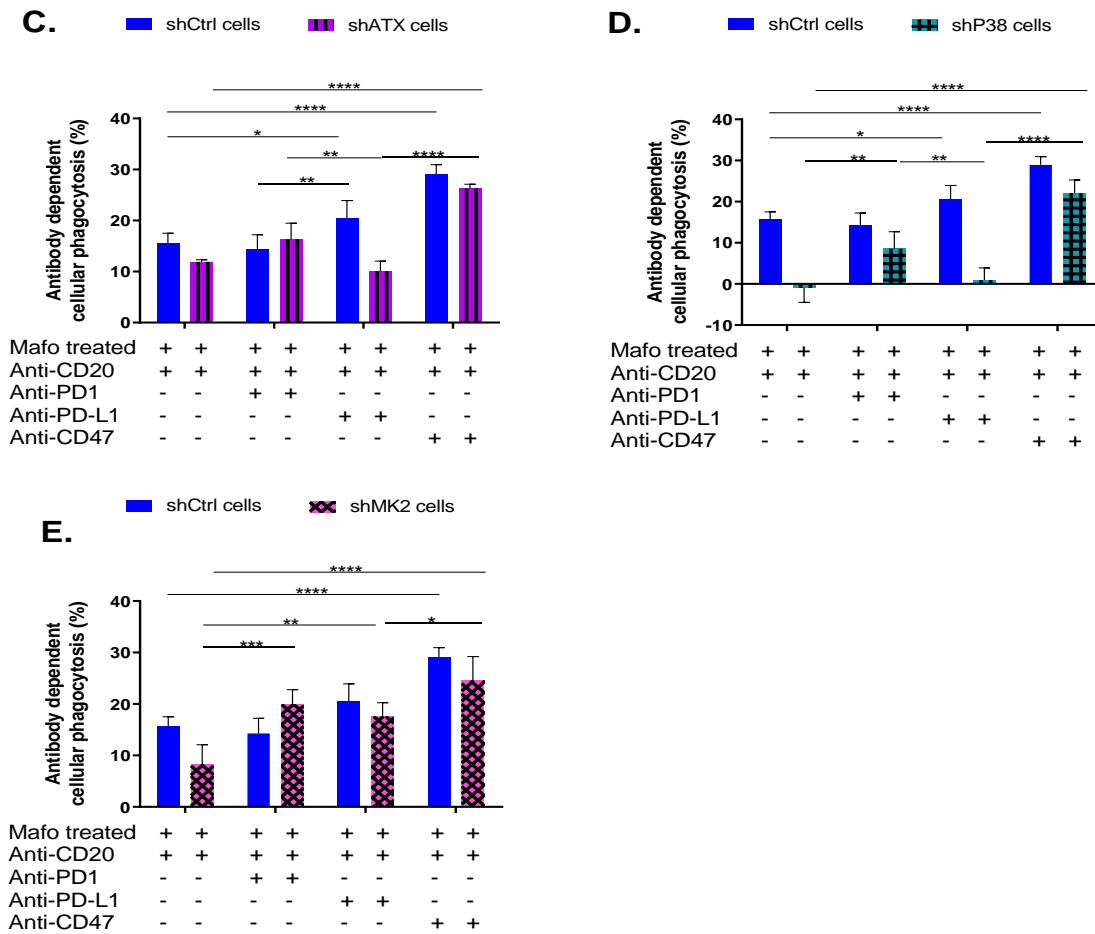 C.
shCtrl cells
shATX cells
****
****
*
**
****
**
Antibody dependent
cellular phagocytosis (%)
40
30
20
10
0
Mafo treated + + + + + + + +
Anti-CD20 + + + + + + + +
Anti-PD1 - - + + - - - -
Anti-PD-L1 - - - - + + - -
Anti-CD47 - - - - - - + +
D.
shCtrl cells
shP38 cells
****
****
*
****
**
**
Antibody dependent
cellular phagocytosis (%)
40
30
20
10
0
-10
Mafo treated + + + + + + + +
Anti-CD20 + + + + + + + +
Anti-PD1 - - + + - - - -
Anti-PD-L1 - - - - + + - -
Anti-CD47 - - - - - - + +
E.
shCtrl cells
shMK2 cells
****
****
**
*
***
Antibody dependent
cellular phagocytosis (%)
40
30
20
10
0
Mafo treated + + + + + + + +
Anti-CD20 + + + + + + + +
Anti-PD1 - - + + - - - -
Anti-PD-L1 - - - - + + - -
Anti-CD47 - - - - - - + +